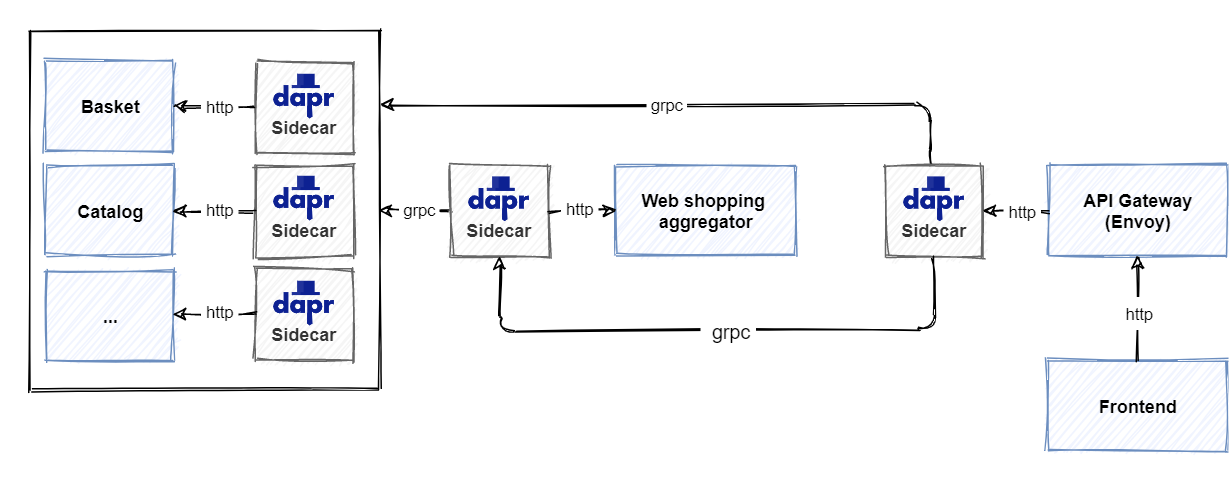 Basket
http
dapr
Sidecar
grpc
Catalog
http
dapr
Sidecar
grpc
dapr
Sidecar
http
Web shopping
aggregator
dapr
Sidecar
http
API Gateway
(Envoy)
...
http
dapr
Sidecar
grpc
http
Frontend